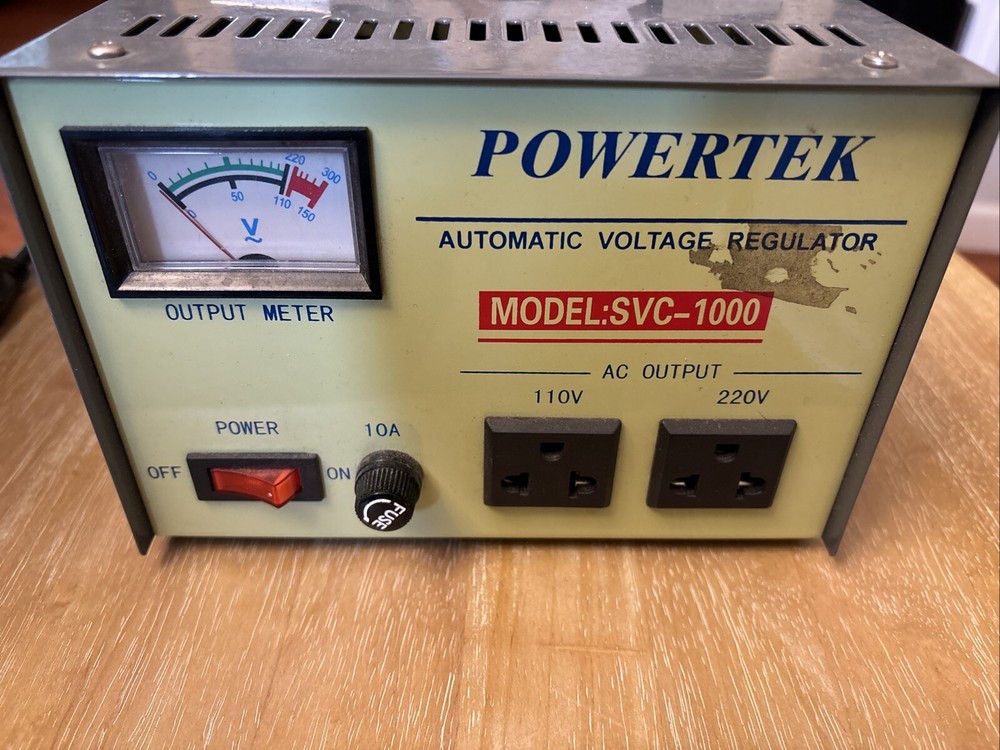 POWERTEK
AUTOMATIC VOLTAGE REGULATOR
MODEL:SVC-1000
0 220 300
0 50 110 150
V
~
OUTPUT METER
AC OUTPUT
110V 220V
POWER 10A
OFF ON
FUSE